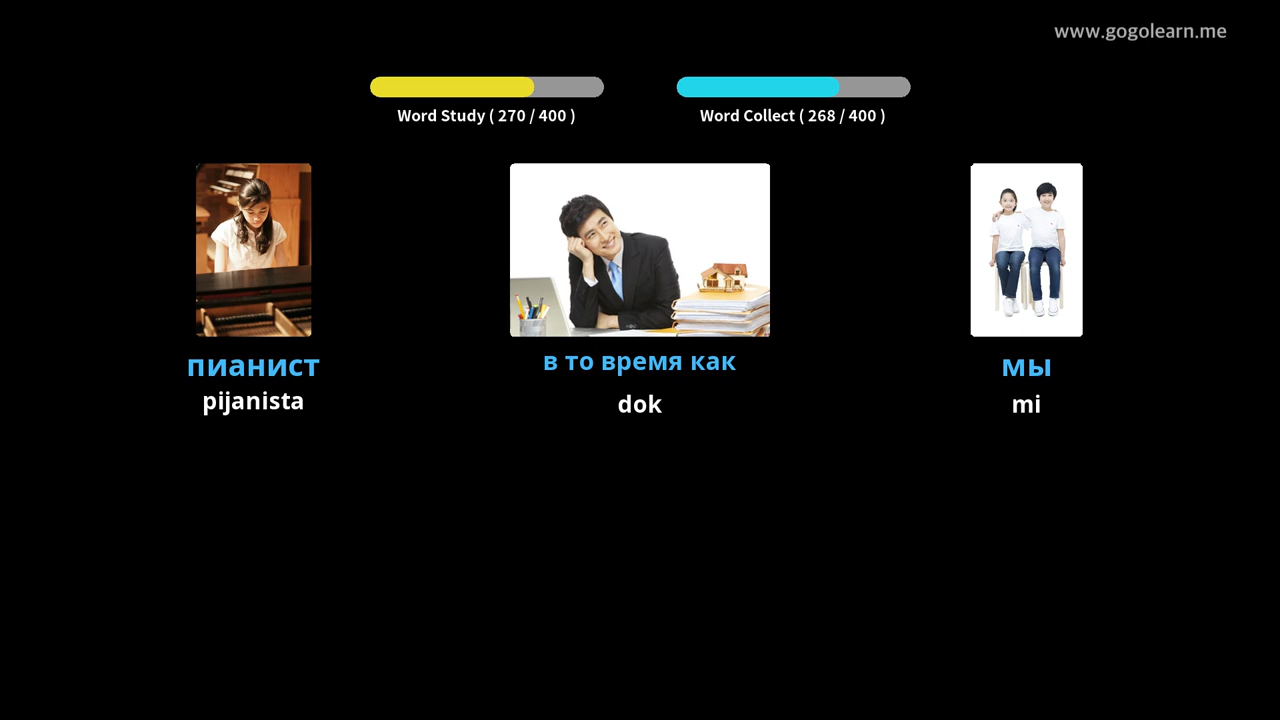 www.gogolearn.me
Word Study ( 270 / 400 )
Word Collect ( 268 / 400 )
пианист
pijanista
в то время как
dok
мы
mi